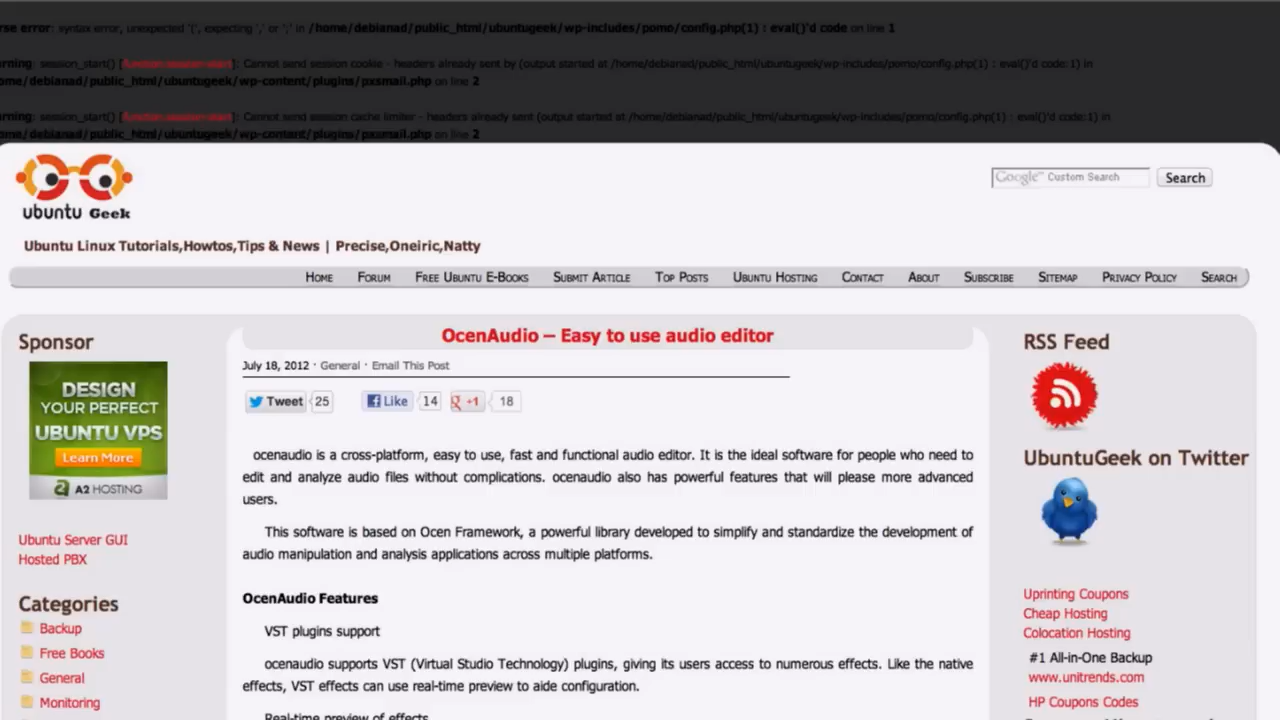 rse error: syntax error, unexpected '(', expecting ',' or ';' in /home/debianad/public_html/ubuntugeek/wp-includes/pomo/config.php(1) : eval()'d code on line 1
rning: session_start() [function.session-start]: Cannot send session cookie - headers already sent by (output started at /home/debianad/public_html/ubuntugeek/wp-includes/pomo/config.php(1) : eval()'d code:1) in
ome/debianad/public_html/ubuntugeek/wp-content/plugins/pxsmail.php on line 2
rning: session_start() [function.session-start]: Cannot send session cache limiter - headers already sent (output started at /home/debianad/public_html/ubuntugeek/wp-includes/pomo/config.php(1) : eval()'d code:1) in
ome/debianad/public_html/ubuntugeek/wp-content/plugins/pxsmail.php on line 2
ubuntu Geek
Google™ Custom Search Search
Ubuntu Linux Tutorials,Howtos,Tips & News | Precise,Oneiric,Natty
Home Forum Free Ubuntu E-Books Submit Article Top Posts Ubuntu Hosting Contact About Subscribe Sitemap Privacy Policy Search
Sponsor
DESIGN
YOUR PERFECT
UBUNTU VPS
Learn More
A2 HOSTING
Ubuntu Server GUI
Hosted PBX
Categories
Backup
Free Books
General
Monitoring
OcenAudio – Easy to use audio editor
July 18, 2012 · General · Email This Post
Tweet 25 Like 14 +1 18
ocenaudio is a cross-platform, easy to use, fast and functional audio editor. It is the ideal software for people who need to
edit and analyze audio files without complications. ocenaudio also has powerful features that will please more advanced
users.
This software is based on Ocen Framework, a powerful library developed to simplify and standardize the development of
audio manipulation and analysis applications across multiple platforms.
OcenAudio Features
VST plugins support
ocenaudio supports VST (Virtual Studio Technology) plugins, giving its users access to numerous effects. Like the native
effects, VST effects can use real-time preview to aide configuration.
Real-time preview of effects
RSS Feed
UbuntuGeek on Twitter
Uprinting Coupons
Cheap Hosting
Colocation Hosting
#1 All-in-One Backup
www.unitrends.com
HP Coupons Codes